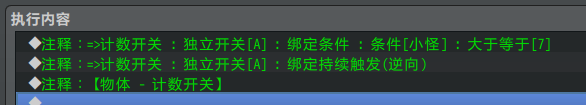 执行内容
◆注释：=>计数开关 : 独立开关[A] : 绑定条件 : 条件[小怪] : 大于等于[7]
◆注释：=>计数开关 : 独立开关[A] : 绑定持续触发(逆向)
◆注释：【物体 - 计数开关】
◆